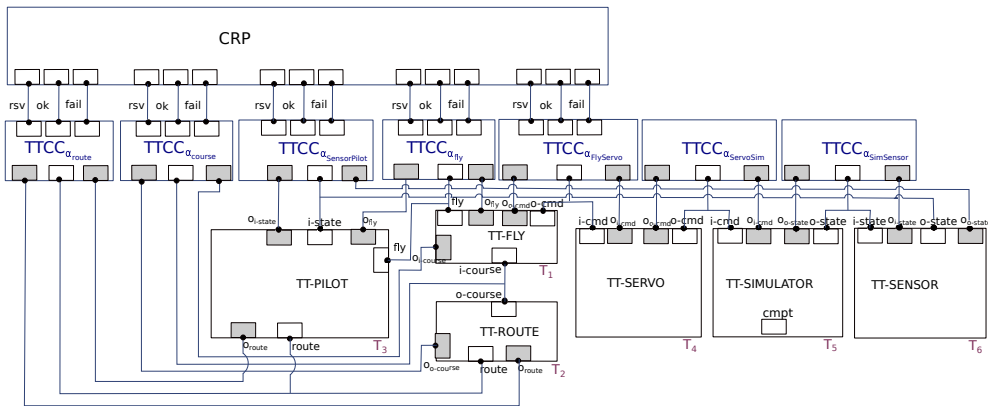 CRP
rsv ok fail rsv ok fail rsv ok fail rsv ok fail rsv ok fail
TTCCαroute TTCCαcourse TTCCαSensorPilot TTCCαfly TTCCαFlyServo TTCCαServoSim TTCCαSimSensor
oi-state i-state ofly fly ofly oo-cmd o-cmd i-cmd oi-cmd oo-cmd o-cmd i-cmd oi-cmd oo-state o-state i-state oi-state o-state oo-state
TT-FLY
fly
oi-course
i-course T1
TT-PILOT TT-SERVO TT-SIMULATOR TT-SENSOR
o-course
cmpt
TT-ROUTE
oroute route T3 T4 T5 T6
oo-course
route oroute T2